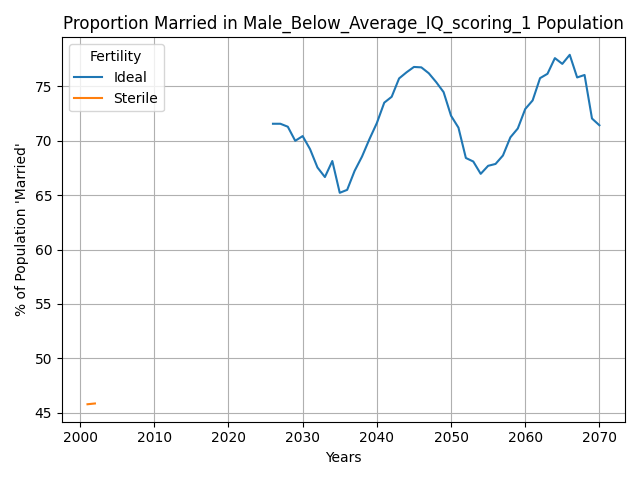 Proportion Married in Male_Below_Average_IQ_scoring_1 Population
Fertility
Ideal
Sterile
% of Population 'Married'
75
70
65
60
55
50
45
2000 2010 2020 2030 2040 2050 2060 2070
Years